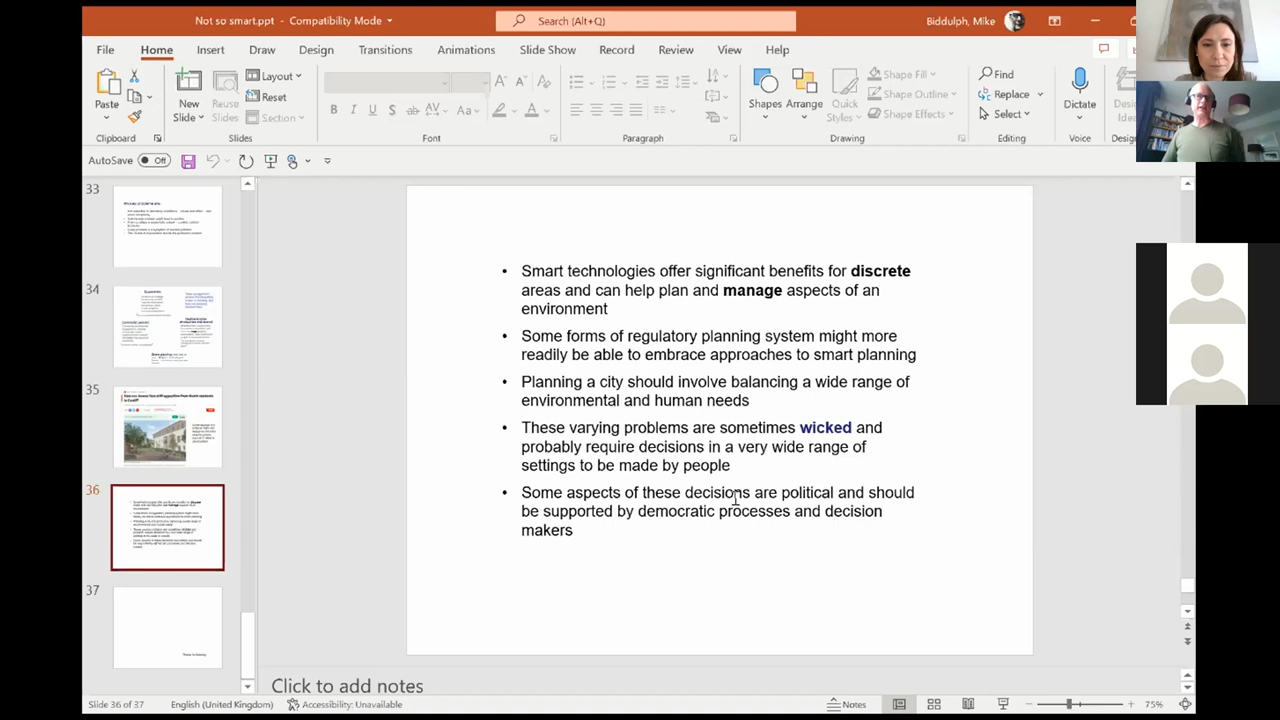 Not so smart.ppt - Compatibility Mode
Search (Alt+Q)
Biddulph, Mike
File Home Insert Draw Design Transitions Animations Slide Show Record Review View Help
Paste
Clipboard
New Slide
Reuse Slides
Layout
Reset
Section
Slides
Font
Paragraph
Shapes
Arrange
Quick Styles
Shape Fill
Shape Outline
Shape Effects
Drawing
Find
Replace
Select
Editing
Dictate
Voice
AutoSave Off
33
34
35
36
37
• Smart technologies offer significant benefits for discrete
areas and can help plan and manage aspects of an
environment
• Some forms of regulatory planning system might more
readily be able to embrace approaches to smart planning
• Planning a city should involve balancing a wide range of
environmental and human needs
• These varying problems are sometimes wicked and
probably require decisions in a very wide range of
settings to be made by people
• Some aspects of these decisions are political and should
be supported by democratic processes and decision
makers
Click to add notes
Slide 36 of 37 English (United Kingdom) Accessibility: Unavailable Notes 75%